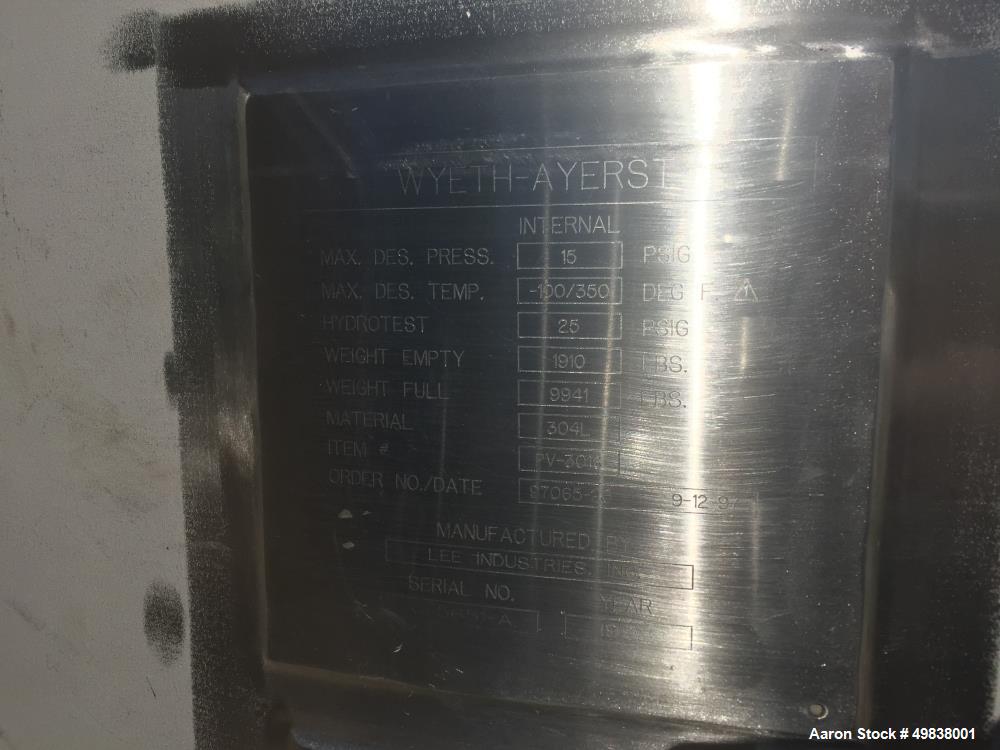 WYETH-AYERST
INTERNAL
MAX. DES. PRESS. 15 PSIG
MAX. DES. TEMP. -100/350 DEG F.
HYDROTEST 25 PSIG
WEIGHT EMPTY 1910 LBS.
WEIGHT FULL 9941 LBS.
MATERIAL 304L
ITEM #
ORDER NO./DATE
MANUFACTURED BY
LEE INDUSTRIES, INC.
SERIAL NO. YEAR
Aaron Stock # 49838001